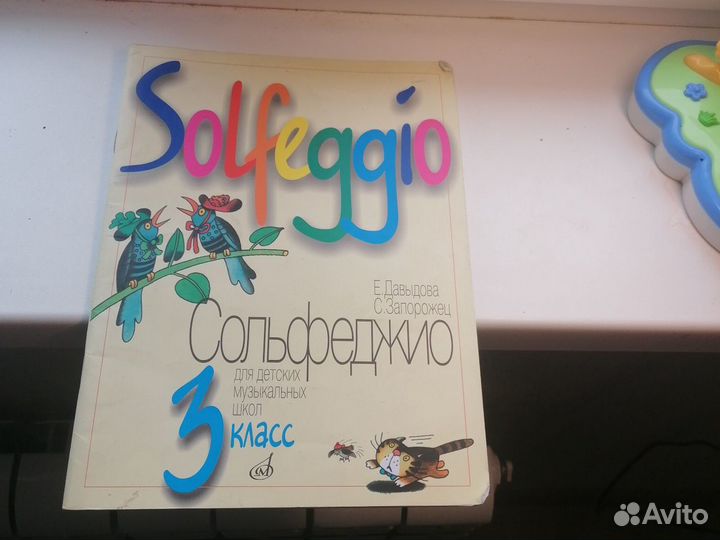 Solfeggio
Е. Давыдова
С. Запорожец
Сольфеджио
для детских
музыкальных
школ
3 класс
Avito